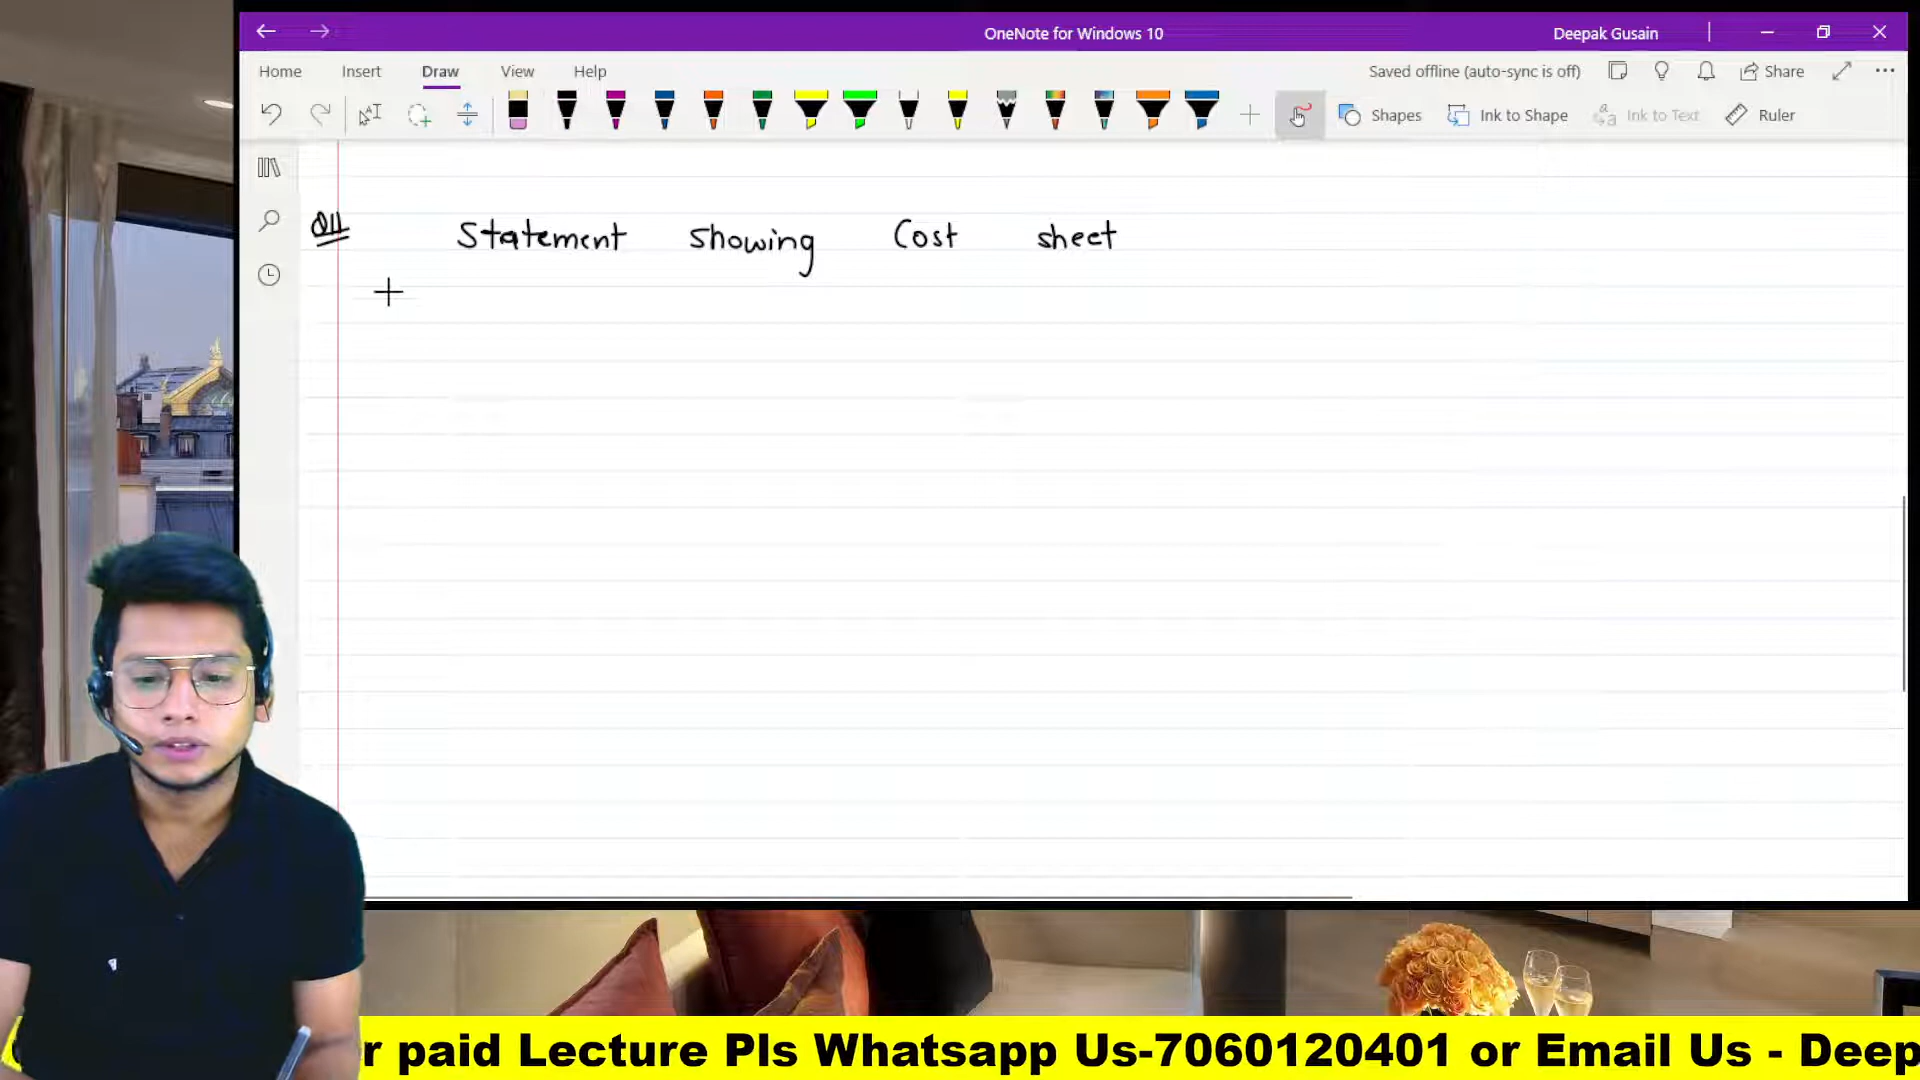 OneNote for Windows 10
Deepak Gusain
Home Insert Draw View Help
Saved offline (auto-sync is off)
Share
Shapes
Ink to Shape
Ink to Text
Ruler
Statement showing Cost sheet
r paid Lecture Pls Whatsapp Us-7060120401 or Email Us - Deep